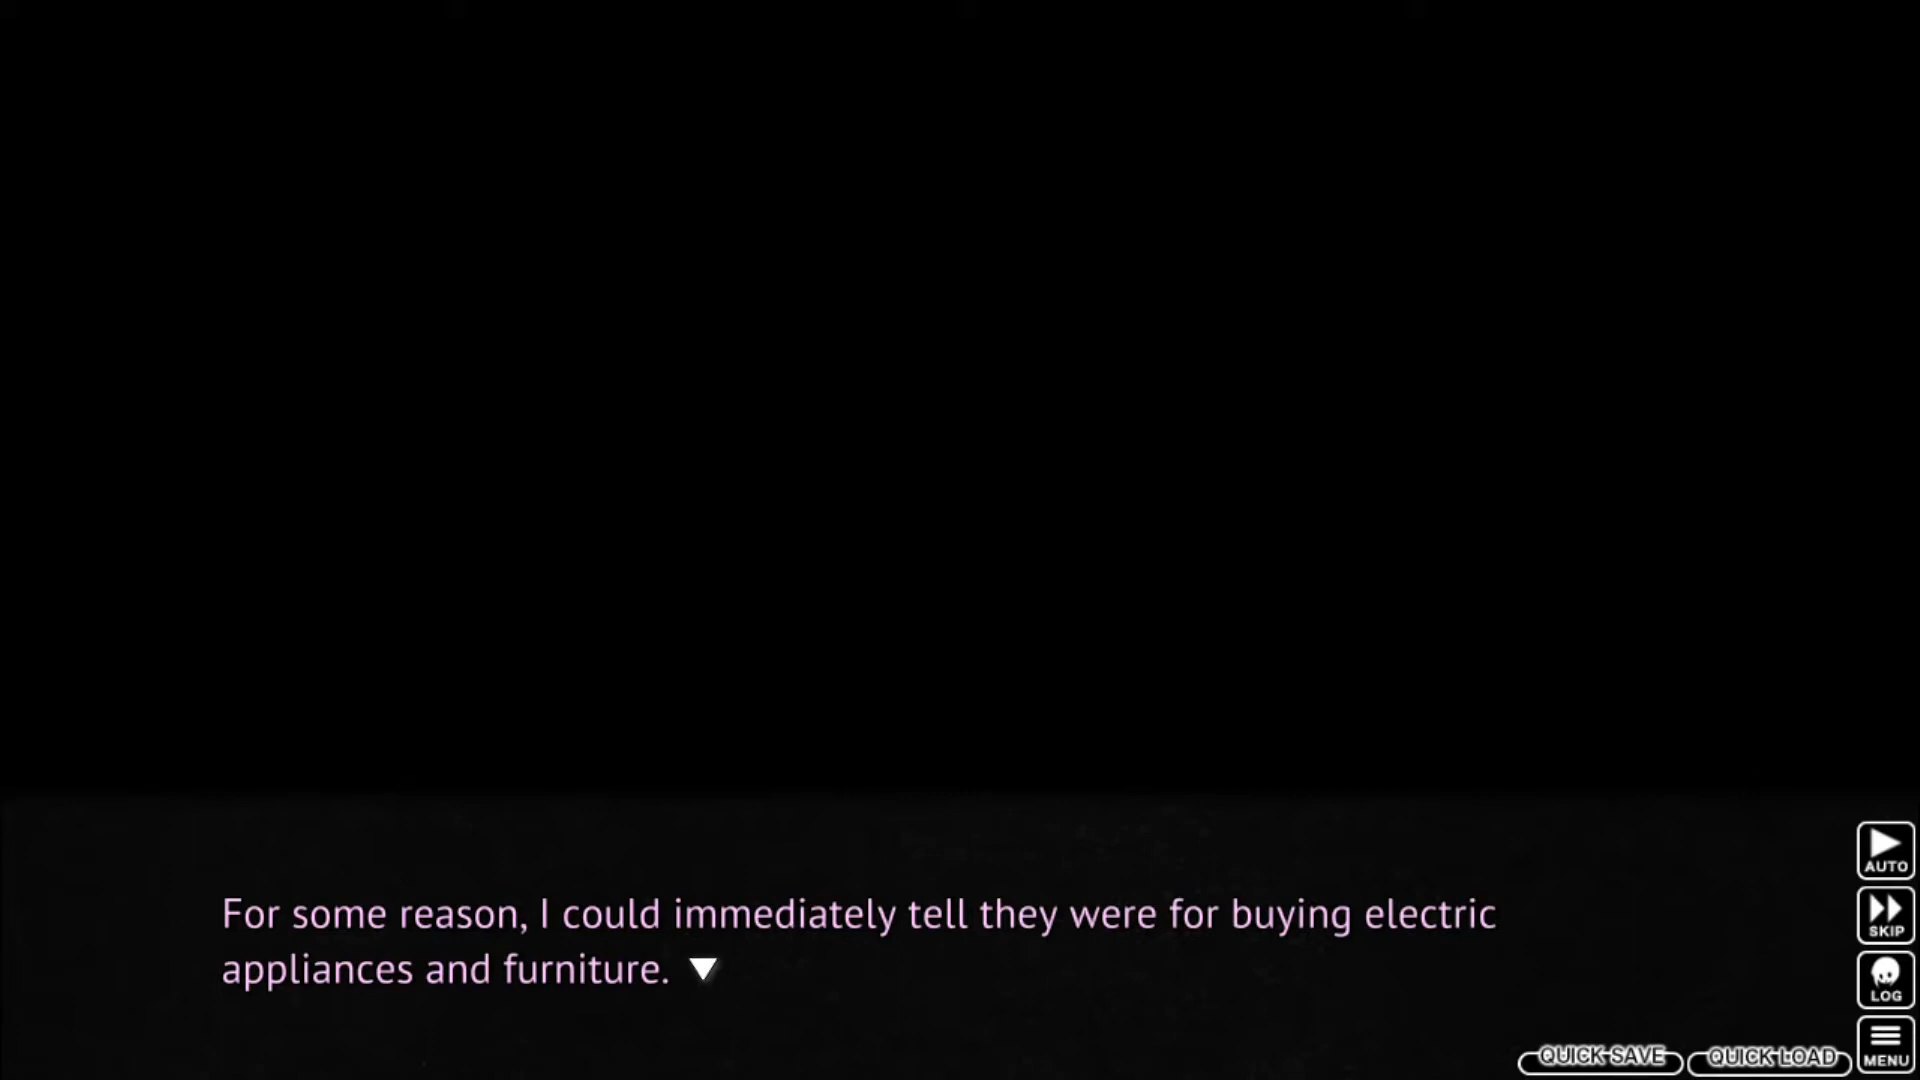 For some reason, I could immediately tell they were for buying electric
appliances and furniture.
AUTO
SKIP
LOG
MENU
QUICK SAVE
QUICK LOAD